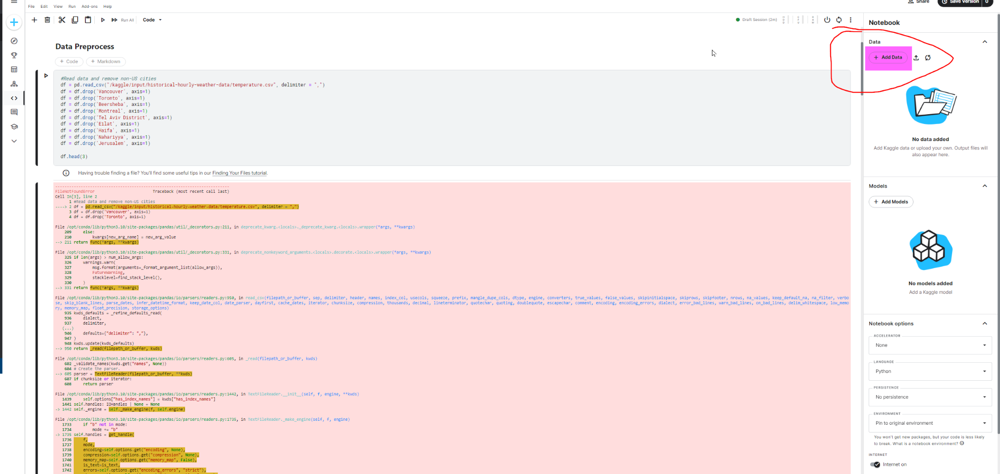 File Edit View Run Add-ons Help
Share
Save Version 0
Run All Code
Draft Session (2m)
Notebook
Data
+ Add Data
No data added
Add Kaggle data or upload your own. Output files will
also appear here.
Models
+ Add Models
No models added
Add a Kaggle model
Notebook options
ACCELERATOR
None
LANGUAGE
Python
PERSISTENCE
No persistence
ENVIRONMENT
Pin to original environment
You won't get new packages, but your code is less likely
to break. What is a notebook environment?
INTERNET
Internet on
Data Preprocess
+ Code + Markdown
#Read data and remove non-US cities
df = pd.read_csv("/kaggle/input/historical-hourly-weather-data/temperature.csv", delimiter = ",")
df = df.drop('Vancouver', axis=1)
df = df.drop('Toronto', axis=1)
df = df.drop('Beersheba', axis=1)
df = df.drop('Montreal', axis=1)
df = df.drop('Tel Aviv District', axis=1)
df = df.drop('Eilat', axis=1)
df = df.drop('Haifa', axis=1)
df = df.drop('Nahariyya', axis=1)
df = df.drop('Jerusalem', axis=1)
df.head(3)
Having trouble finding a file? You'll find some useful tips in our Finding Your Files tutorial.
---------------------------------------------------------------------------
FileNotFoundError Traceback (most recent call last)
Cell In[3], line 2
1 #Read data and remove non-US cities
----> 2 df = pd.read_csv("/kaggle/input/historical-hourly-weather-data/temperature.csv", delimiter = ",")
3 df = df.drop('Vancouver', axis=1)
4 df = df.drop('Toronto', axis=1)
File /opt/conda/lib/python3.10/site-packages/pandas/util/_decorators.py:211, in deprecate_kwarg.<locals>._deprecate_kwarg.<locals>.wrapper(*args, **kwargs)
209 else:
210 kwargs[new_arg_name] = new_arg_value
--> 211 return func(*args, **kwargs)
File /opt/conda/lib/python3.10/site-packages/pandas/util/_decorators.py:331, in deprecate_nonkeyword_arguments.<locals>.decorate.<locals>.wrapper(*args, **kwargs)
325 if len(args) > num_allow_args:
326 warnings.warn(
327 msg.format(arguments=_format_argument_list(allow_args)),
328 FutureWarning,
329 stacklevel=find_stack_level(),
330 )
--> 331 return func(*args, **kwargs)
File /opt/conda/lib/python3.10/site-packages/pandas/io/parsers/readers.py:950, in read_csv(filepath_or_buffer, sep, delimiter, header, names, index_col, usecols, squeeze, prefix, mangle_dupe_cols, dtype, engine, converters, true_values, false_values, skipinitialspace, skiprows, skipfooter, nrows, na_values, keep_default_na, na_filter, verbo
se, skip_blank_lines, parse_dates, infer_datetime_format, keep_date_col, date_parser, dayfirst, cache_dates, iterator, chunksize, compression, thousands, decimal, lineterminator, quotechar, quoting, doublequote, escapechar, comment, encoding, encoding_errors, dialect, error_bad_lines, warn_bad_lines, on_bad_lines, delim_whitespace, low_memo
ry, memory_map, float_precision, storage_options)
935 kwds_defaults = _refine_defaults_read(
936 dialect,
937 delimiter,
(...)
946 defaults={"delimiter": ","},
947 )
948 kwds.update(kwds_defaults)
--> 950 return _read(filepath_or_buffer, kwds)
File /opt/conda/lib/python3.10/site-packages/pandas/io/parsers/readers.py:605, in _read(filepath_or_buffer, kwds)
602 _validate_names(kwds.get("names", None))
604 # Create the parser.
--> 605 parser = TextFileReader(filepath_or_buffer, **kwds)
607 if chunksize or iterator:
608 return parser
File /opt/conda/lib/python3.10/site-packages/pandas/io/parsers/readers.py:1442, in TextFileReader.__init__(self, f, engine, **kwds)
1439 self.options["has_index_names"] = kwds["has_index_names"]
1441 self.handles: IOHandles | None = None
-> 1442 self._engine = self._make_engine(f, self.engine)
File /opt/conda/lib/python3.10/site-packages/pandas/io/parsers/readers.py:1735, in TextFileReader._make_engine(self, f, engine)
1733 if "b" not in mode:
1734 mode += "b"
-> 1735 self.handles = get_handle(
1736 f,
1737 mode,
1738 encoding=self.options.get("encoding", None),
1739 compression=self.options.get("compression", None),
1740 memory_map=self.options.get("memory_map", False),
1741 is_text=is_text,
1742 errors=self.options.get("encoding_errors", "strict"),